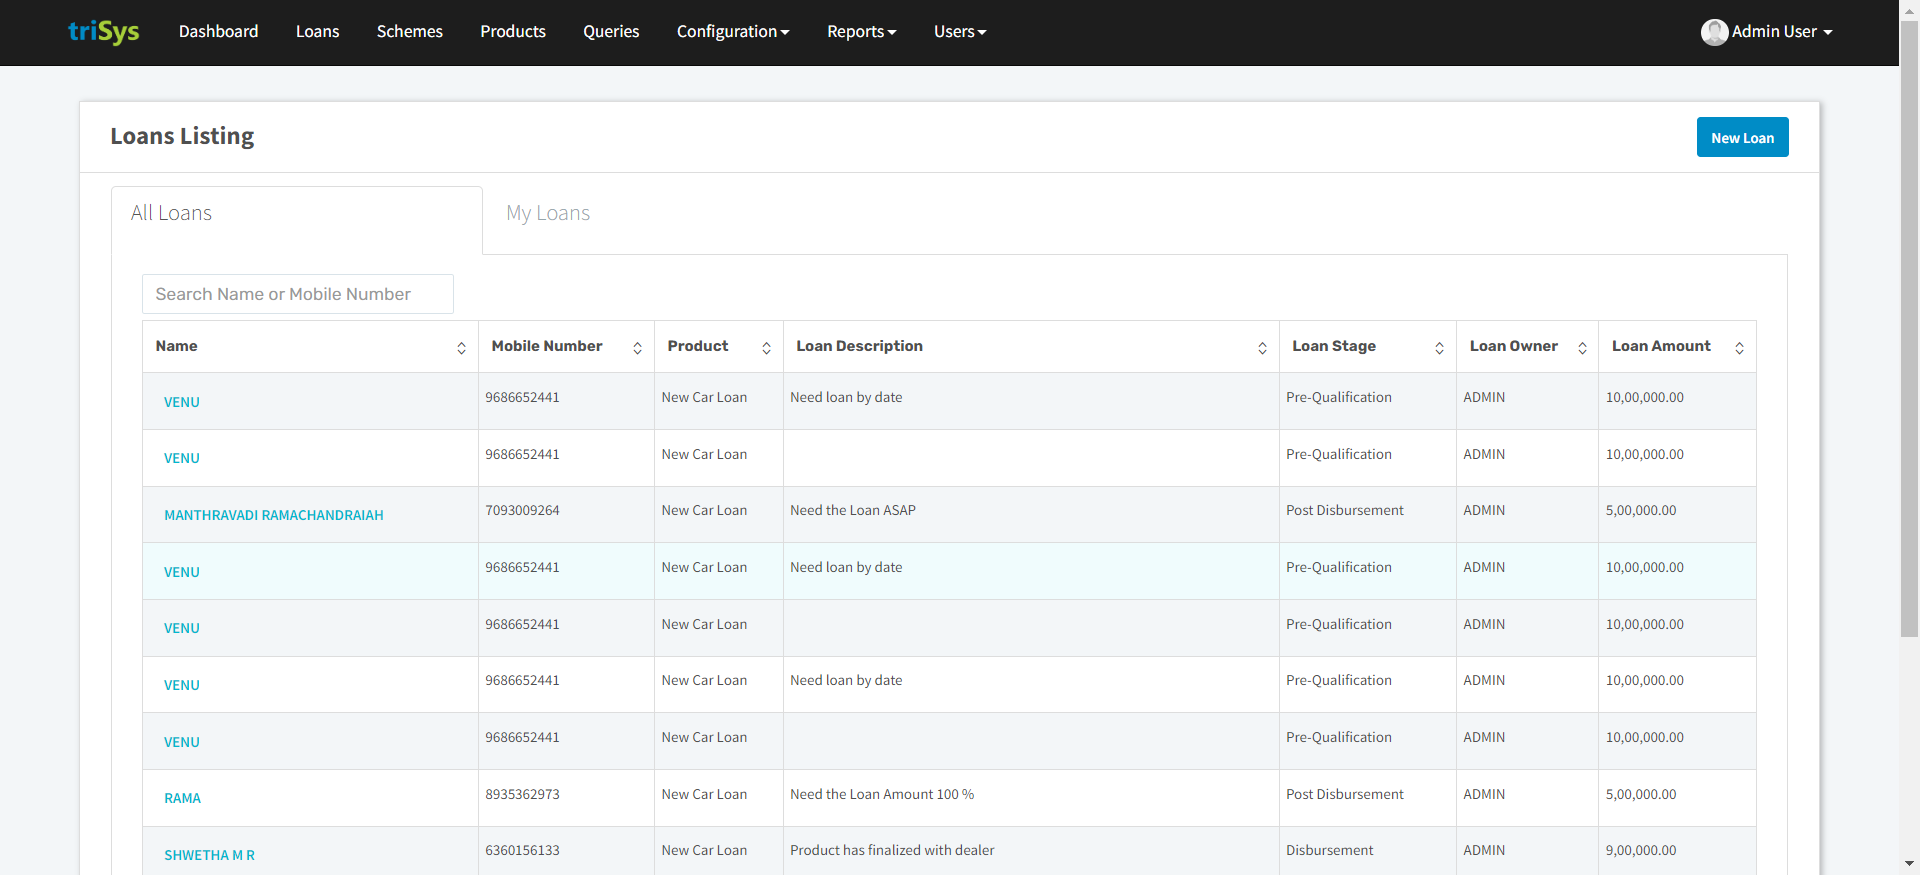 triSys Dashboard Loans Schemes Products Queries Configuration Reports Users Admin User
Loans Listing New Loan
All Loans My Loans
Search Name or Mobile Number
Name Mobile Number Product Loan Description Loan Stage Loan Owner Loan Amount
VENU 9686652441 New Car Loan Need loan by date Pre-Qualification ADMIN 10,00,000.00
VENU 9686652441 New Car Loan Pre-Qualification ADMIN 10,00,000.00
MANTHRAVADI RAMACHANDRAIAH 7093009264 New Car Loan Need the Loan ASAP Post Disbursement ADMIN 5,00,000.00
VENU 9686652441 New Car Loan Need loan by date Pre-Qualification ADMIN 10,00,000.00
VENU 9686652441 New Car Loan Pre-Qualification ADMIN 10,00,000.00
VENU 9686652441 New Car Loan Need loan by date Pre-Qualification ADMIN 10,00,000.00
VENU 9686652441 New Car Loan Pre-Qualification ADMIN 10,00,000.00
RAMA 8935362973 New Car Loan Need the Loan Amount 100 % Post Disbursement ADMIN 5,00,000.00
SHWETHA M R 6360156133 New Car Loan Product has finalized with dealer Disbursement ADMIN 9,00,000.00